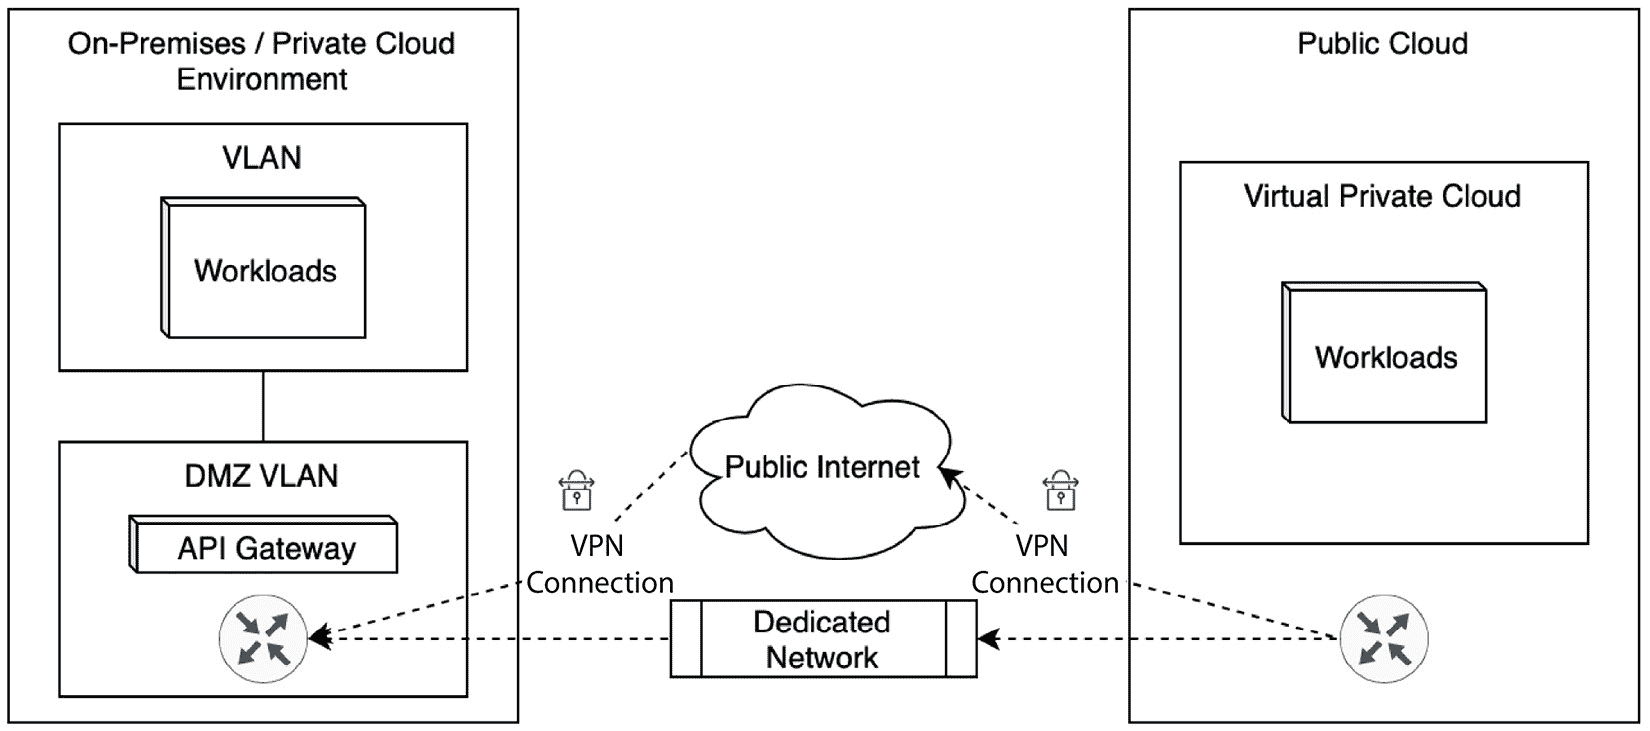 On-Premises / Private Cloud
Environment
VLAN
Workloads
DMZ VLAN
API Gateway
VPN
Connection
Public Internet
VPN
Connection
Dedicated
Network
Public Cloud
Virtual Private Cloud
Workloads